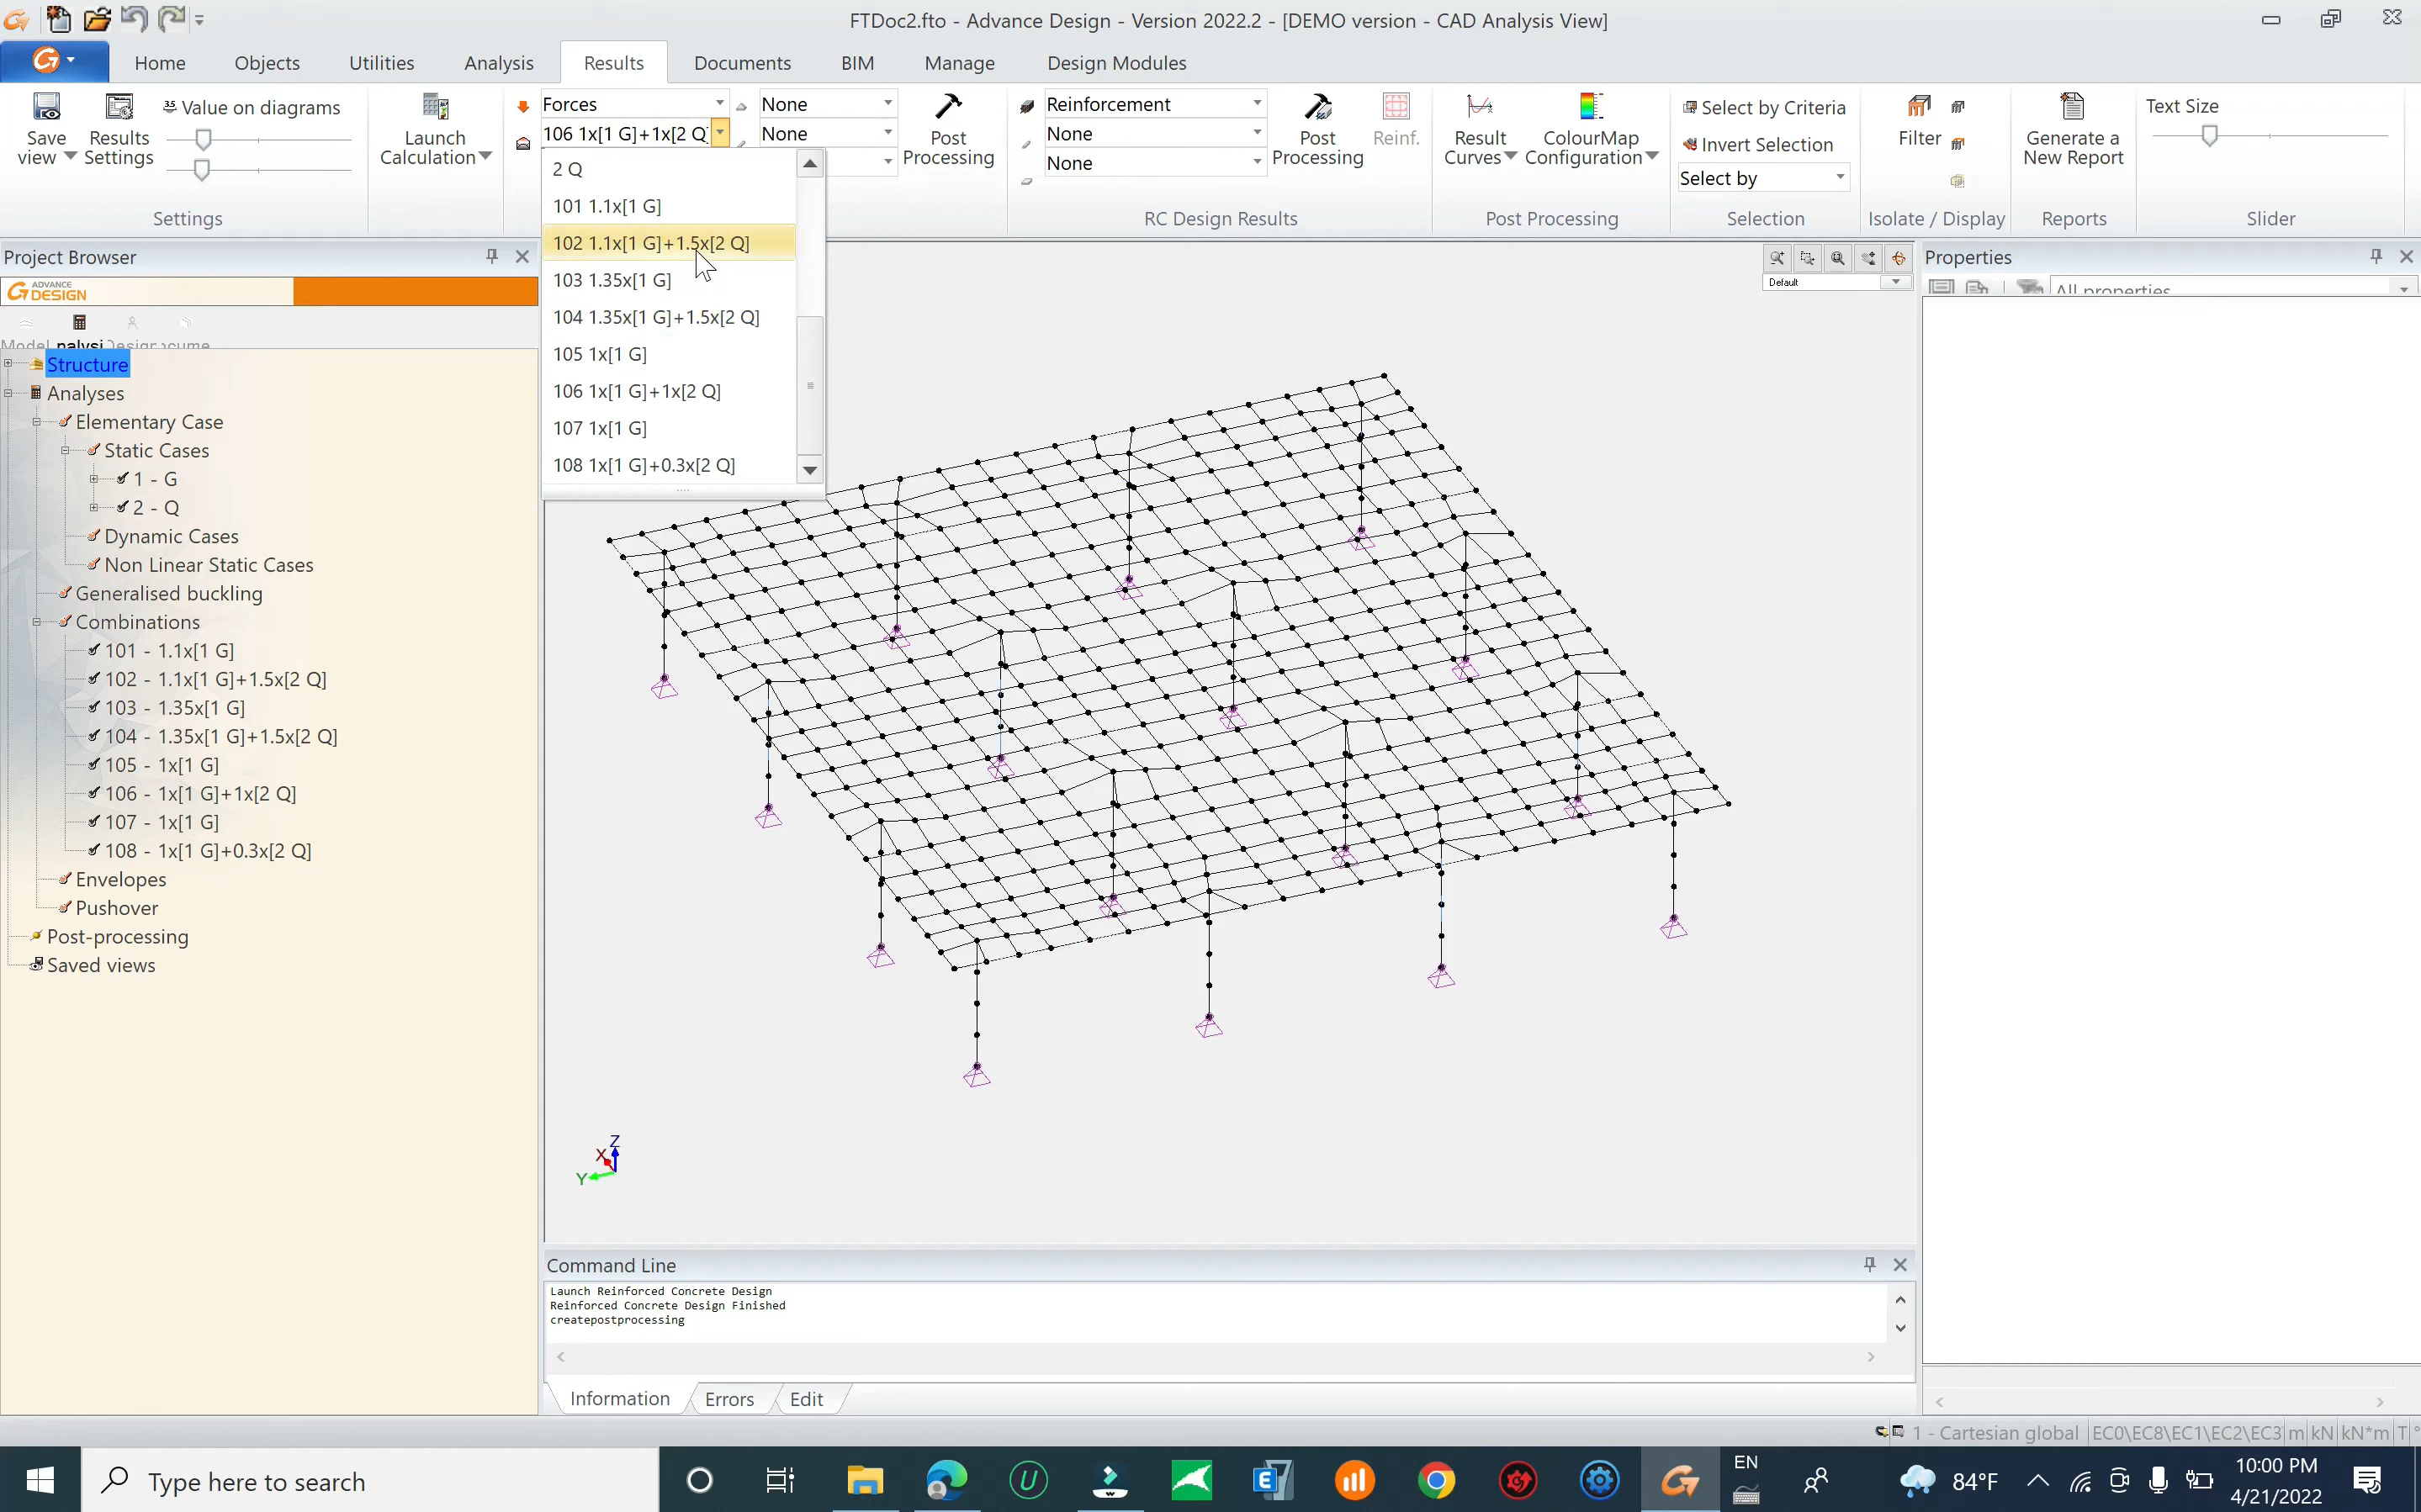 FTDoc2.fto - Advance Design - Version 2022.2 - [DEMO version - CAD Analysis View]
Home Objects Utilities Analysis Results Documents BIM Manage Design Modules
Save view
Results Settings
Value on diagrams
Settings
Launch Calculation
Forces
106 1x[1 G]+1x[2 Q]
None
None
Post Processing
Reinforcement
None
None
Post Processing
Reinf.
RC Design Results
Result Curves
ColourMap Configuration
Post Processing
Select by Criteria
Invert Selection
Select by
Selection
Filter
Isolate / Display
Generate a New Report
Reports
Text Size
Slider
2 Q
101 1.1x[1 G]
102 1.1x[1 G]+1.5x[2 Q]
103 1.35x[1 G]
104 1.35x[1 G]+1.5x[2 Q]
105 1x[1 G]
106 1x[1 G]+1x[2 Q]
107 1x[1 G]
108 1x[1 G]+0.3x[2 Q]
Project Browser
ADVANCE
DESIGN
Structure
Analyses
Elementary Case
Static Cases
1 - G
2 - Q
Dynamic Cases
Non Linear Static Cases
Generalised buckling
Combinations
101 - 1.1x[1 G]
102 - 1.1x[1 G]+1.5x[2 Q]
103 - 1.35x[1 G]
104 - 1.35x[1 G]+1.5x[2 Q]
105 - 1x[1 G]
106 - 1x[1 G]+1x[2 Q]
107 - 1x[1 G]
108 - 1x[1 G]+0.3x[2 Q]
Envelopes
Pushover
Post-processing
Saved views
Default
Z
X
Y
Properties
All properties
Command Line
Launch Reinforced Concrete Design
Reinforced Concrete Design Finished
createpostprocessing
Information Errors Edit
1 - Cartesian global EC0\EC8\EC1\EC2\EC3 m kN kN*m T °
Type here to search
EN
84°F
10:00 PM
4/21/2022